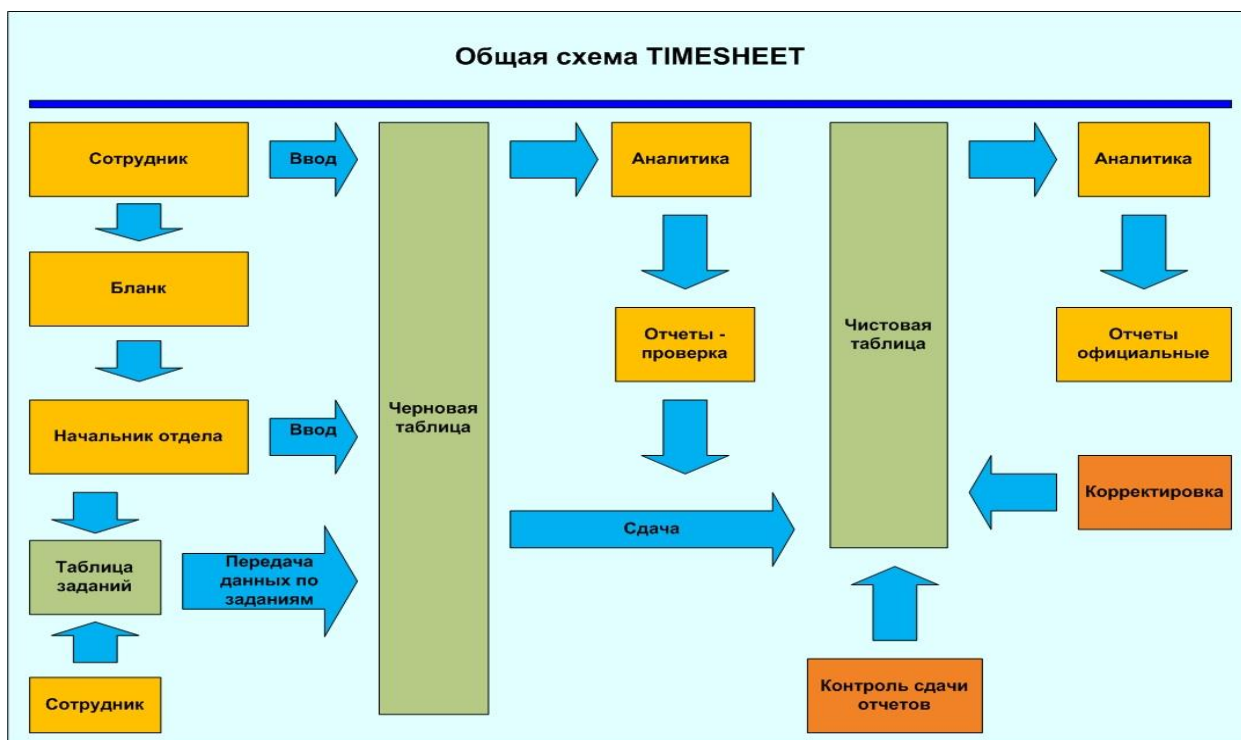 Общая схема TIMESHEET
Сотрудник
Ввод
Аналитика
Аналитика
Бланк
Отчеты -
проверка
Чистовая
таблица
Отчеты
официальные
Начальник отдела
Ввод
Черновая
таблица
Корректировка
Сдача
Таблица
заданий
Передача
данных по
заданиям
Сотрудник
Контроль сдачи
отчетов